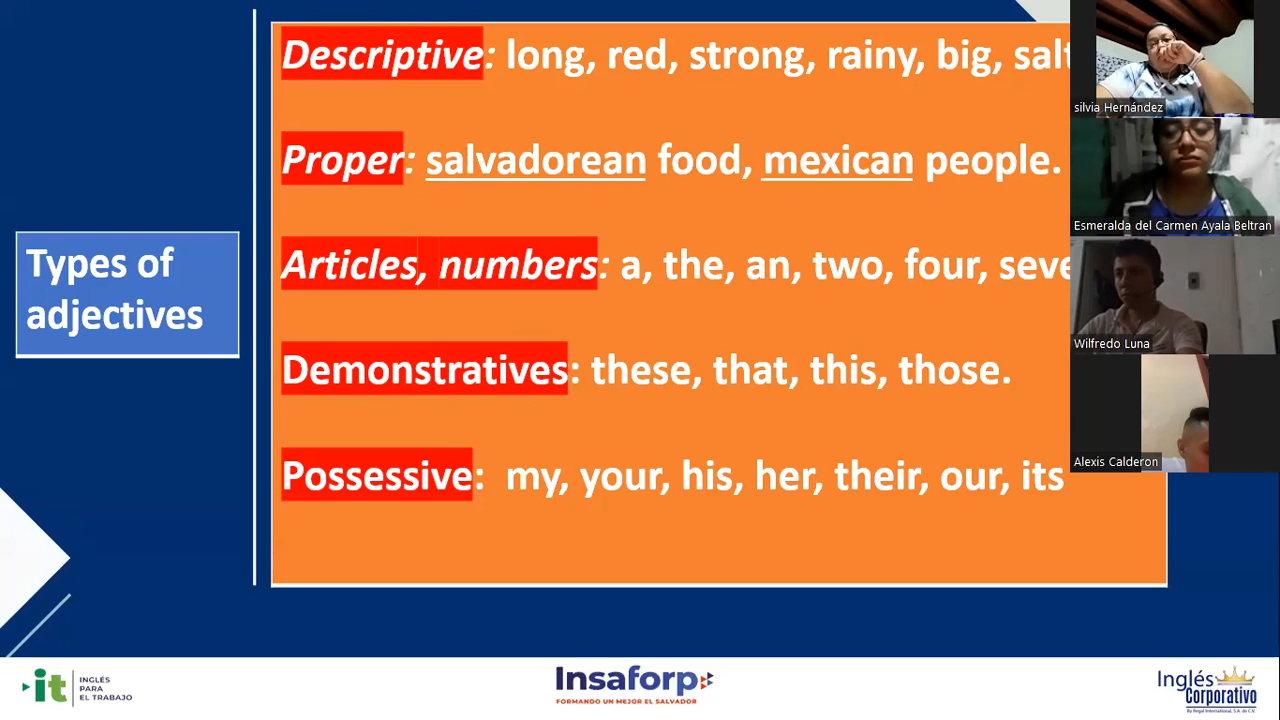 Descriptive: long, red, strong, rainy, big,
Proper: salvadorean food, mexican people.
Types of
adjectives
Articles, numbers: a, the, an, two, four,
Demonstratives: these, that, this, those.
Possessive: my, your, his, her, their, our, its
silvia Hernández
Esmeralda del Carmen Ayala Beltran
Wilfredo Luna
Alexis Calderon
it
INGLÉS
PARA
EL TRABAJO
Insaforp
FORMANDO UN MEJOR EL SALVADOR
Inglés
Corporativo
By Regal International, S.A. de C.V.